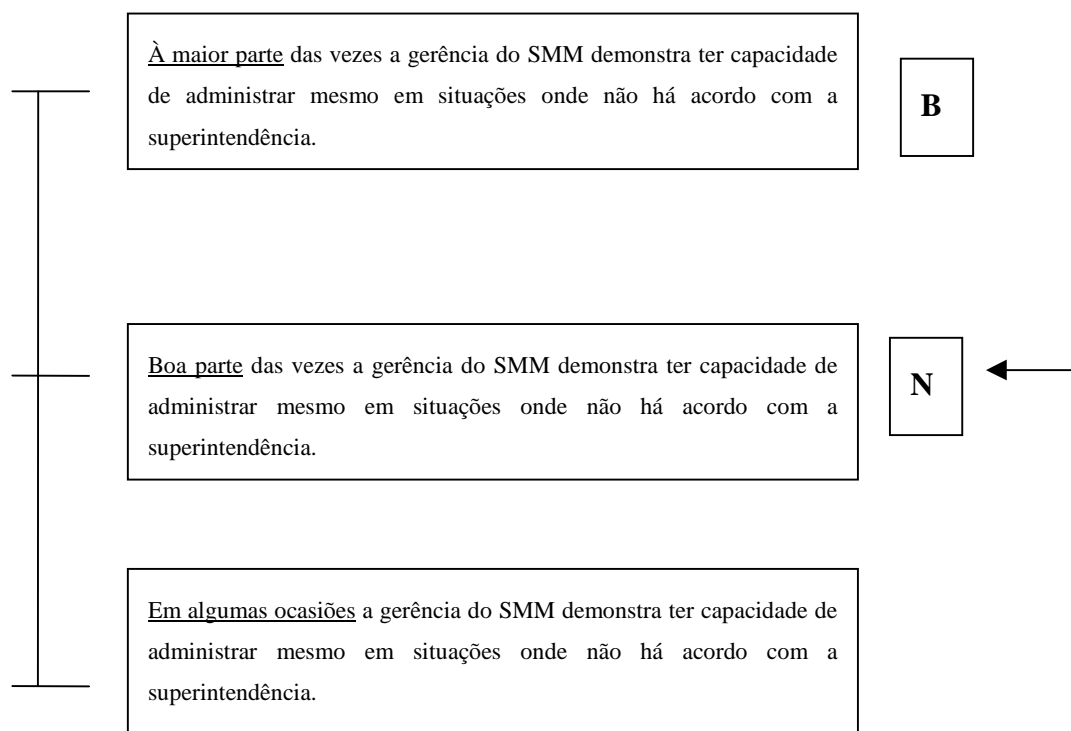 À maior parte das vezes a gerência do SMM demonstra ter capacidade
de administrar mesmo em situações onde não há acordo com a
superintendência.
B
Boa parte das vezes a gerência do SMM demonstra ter capacidade de
administrar mesmo em situações onde não há acordo com a
superintendência.
N
Em algumas ocasiões a gerência do SMM demonstra ter capacidade de
administrar mesmo em situações onde não há acordo com a
superintendência.